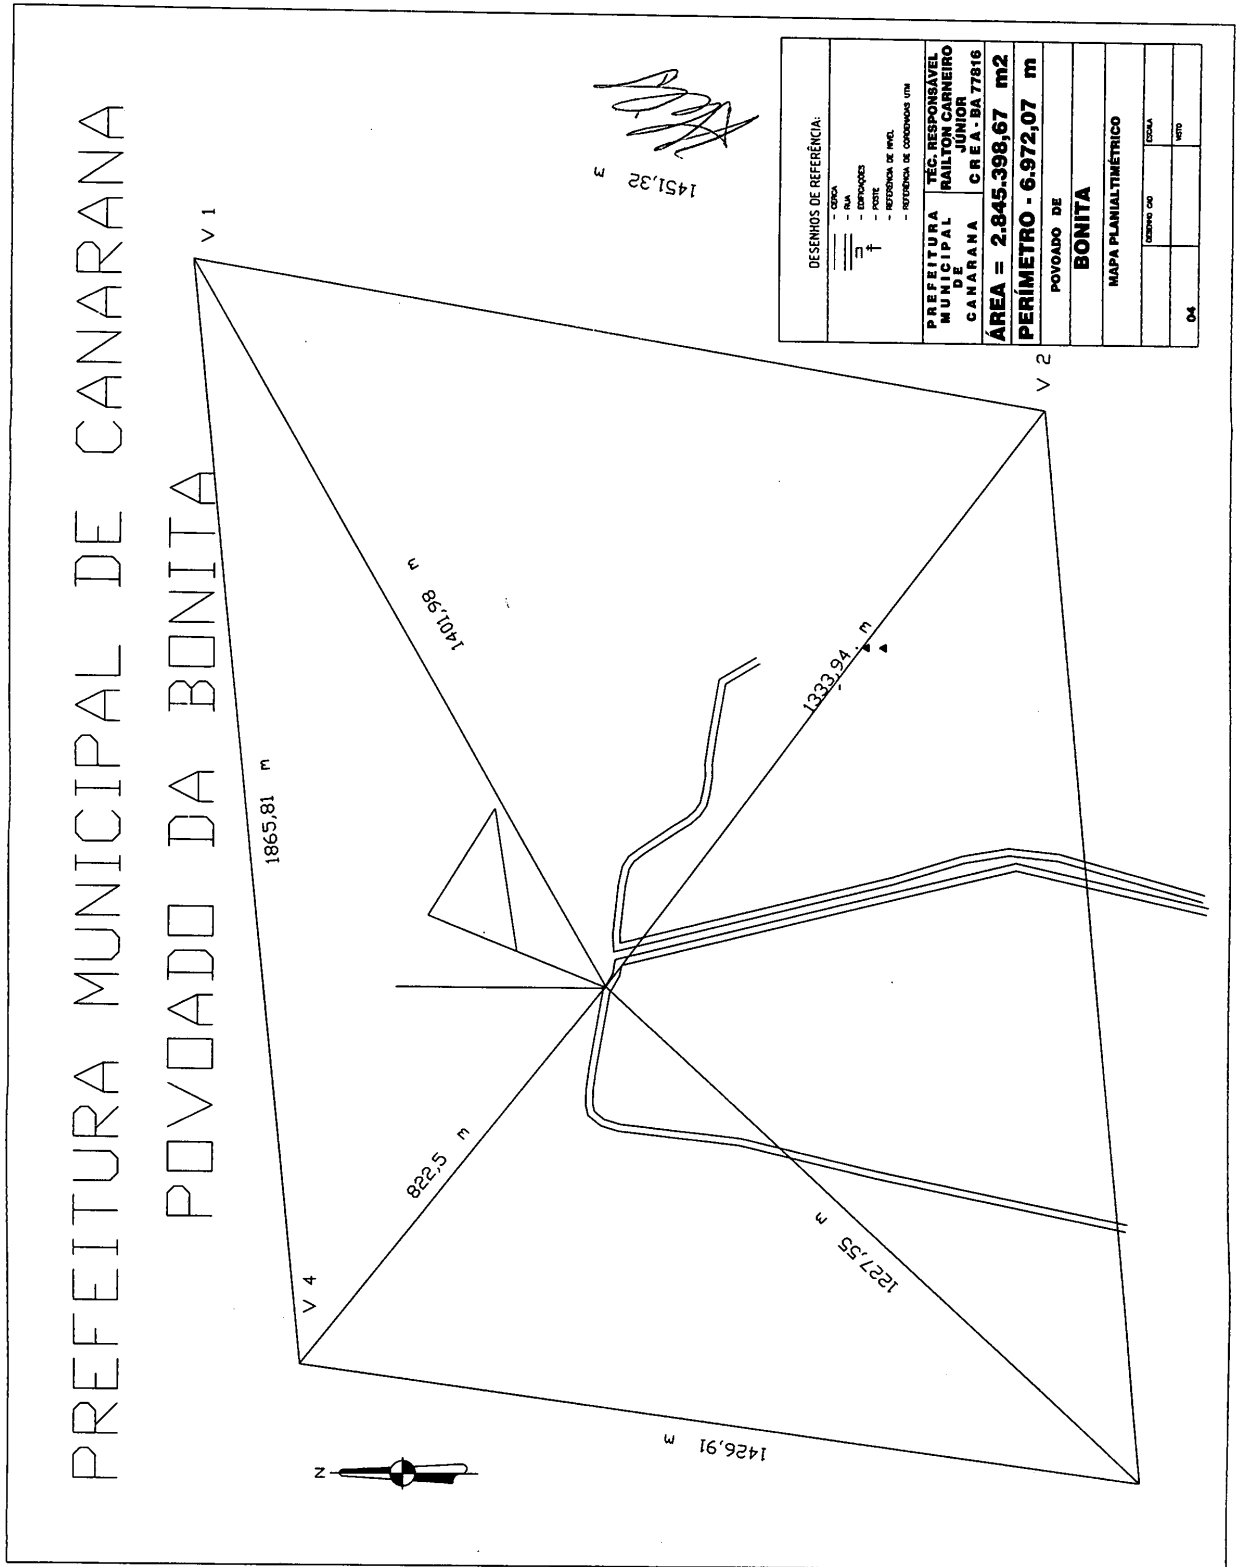 PREFEITURA MUNICIPAL DE CANARANA
POVOADO DA BONITA
V 1
1451,32 m
V 2
1865,81 m
1401,98 m
1333,94 m
822,5 m
1227,55 m
V 4
1426,91 m
N
DESENHOS DE REFERÊNCIA:
- CERCA
- RUA
- EDIFICAÇÕES
- POSTE
- REFERÊNCIA DE NIVEL
- REFERÊNCIA DE COORDENADAS UTM
PREFEITURA
MUNICIPAL
DE
CANARANA
TÉC. RESPONSÁVEL
RAILTON CARNEIRO
JÚNIOR
C R E A - BA 77816
ÁREA = 2.845.398,67 m2
PERÍMETRO - 6.972,07 m
POVOADO DE
BONITA
MAPA PLANIALTIMÉTRICO
DESENHO CAD
ESCALA
VISTO
04